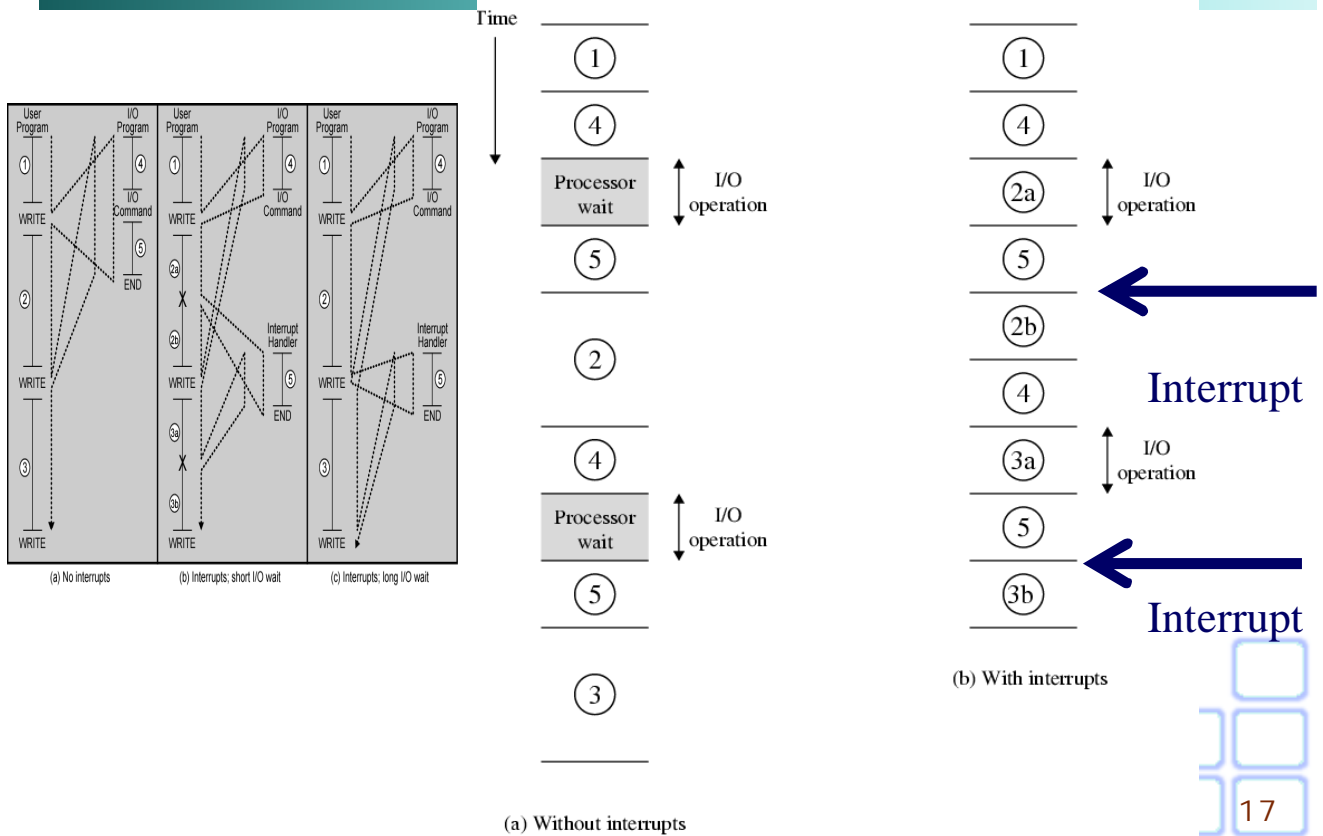 User
Program
I/O
Program
1
4
WRITE
I/O
Command
5
2
END
WRITE
3
WRITE
(a) No interrupts
User
Program
I/O
Program
1
4
WRITE
I/O
Command
2a
2b
Interrupt
Handler
WRITE
5
END
3a
3b
WRITE
(b) Interrupts; short I/O wait
User
Program
I/O
Program
1
4
WRITE
I/O
Command
2
Interrupt
Handler
WRITE
5
END
3
WRITE
(c) Interrupts; long I/O wait
Time
1
4
Processor
wait
I/O
operation
5
2
4
Processor
wait
I/O
operation
5
3
(a) Without interrupts
1
4
2a
I/O
operation
5
2b
Interrupt
4
3a
I/O
operation
5
3b
Interrupt
(b) With interrupts
17